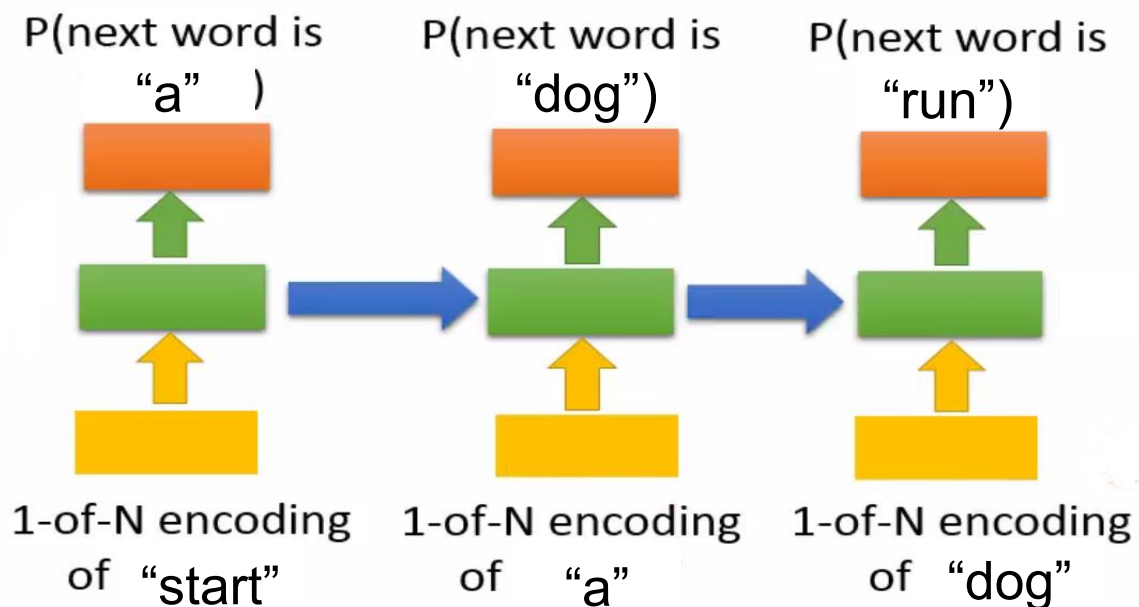 P(next word is
“a” )
P(next word is
“dog”)
P(next word is
“run”)
1-of-N encoding
of “start”
1-of-N encoding
of “a”
1-of-N encoding
of “dog”